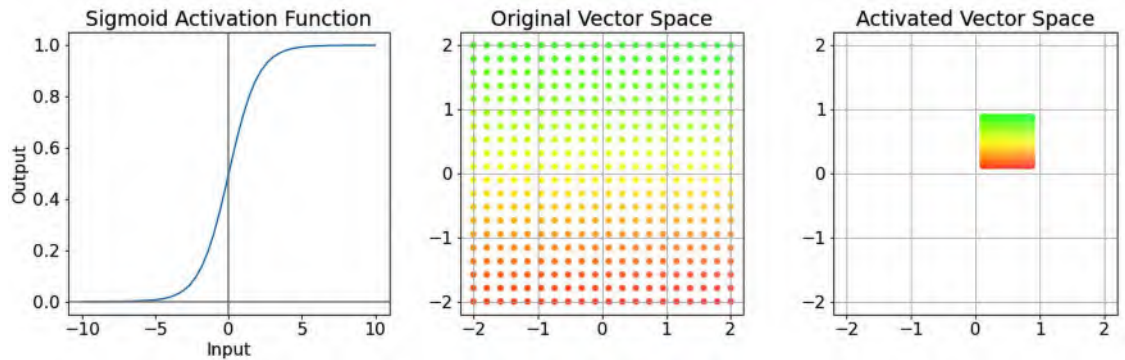 Sigmoid Activation Function
1.0
0.8
0.6
0.4
0.2
0.0
Output
−10 −5 0 5 10
Input
Original Vector Space
2
1
0
−1
−2
−2 −1 0 1 2
Activated Vector Space
2
1
0
−1
−2
−2 −1 0 1 2